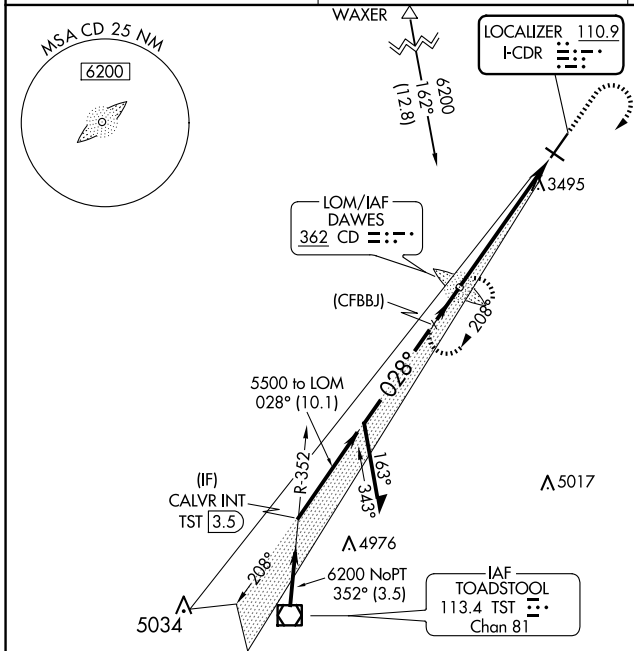 MSA CD 25 NM
6200
WAXER
6200
162°
(12.8)
LOCALIZER 110.9
I-CDR
3495
LOM/IAF
DAWES
362 CD
(CFBBJ)
208°
028°
5500 to LOM
028° (10.1)
R-352
163°
343°
(IF)
CALVR INT
TST 3.5
5017
4976
208°
6200 NoPT
352° (3.5)
5034
IAF
TOADSTOOL
113.4 TST
Chan 81